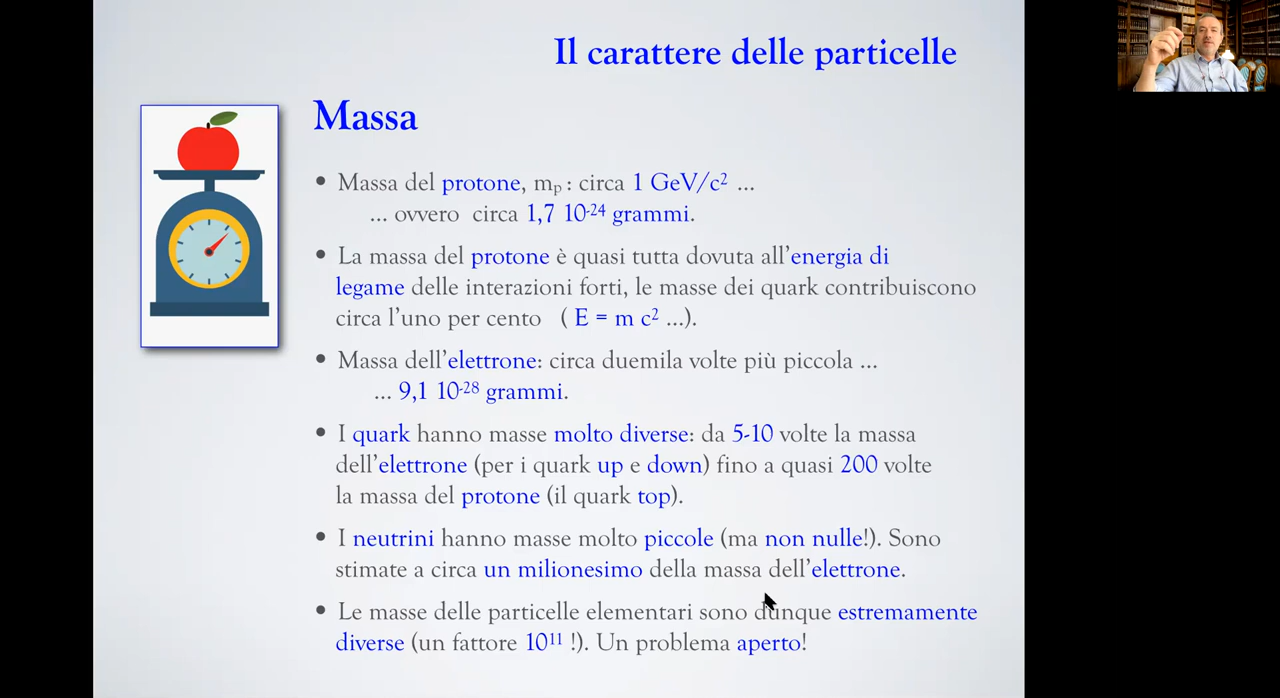 Il carattere delle particelle
Massa
• Massa del protone, mₚ : circa 1 GeV/c² ...
... ovvero circa 1,7 10⁻²⁴ grammi.
• La massa del protone è quasi tutta dovuta all'energia di
legame delle interazioni forti, le masse dei quark contribuiscono
circa l'uno per cento ( E = m c² ...).
• Massa dell'elettrone: circa duemila volte più piccola ...
... 9,1 10⁻²⁸ grammi.
• I quark hanno masse molto diverse: da 5-10 volte la massa
dell'elettrone (per i quark up e down) fino a quasi 200 volte
la massa del protone (il quark top).
• I neutrini hanno masse molto piccole (ma non nulle!). Sono
stimate a circa un milionesimo della massa dell'elettrone.
• Le masse delle particelle elementari sono dunque estremamente
diverse (un fattore 10¹¹ !). Un problema aperto!